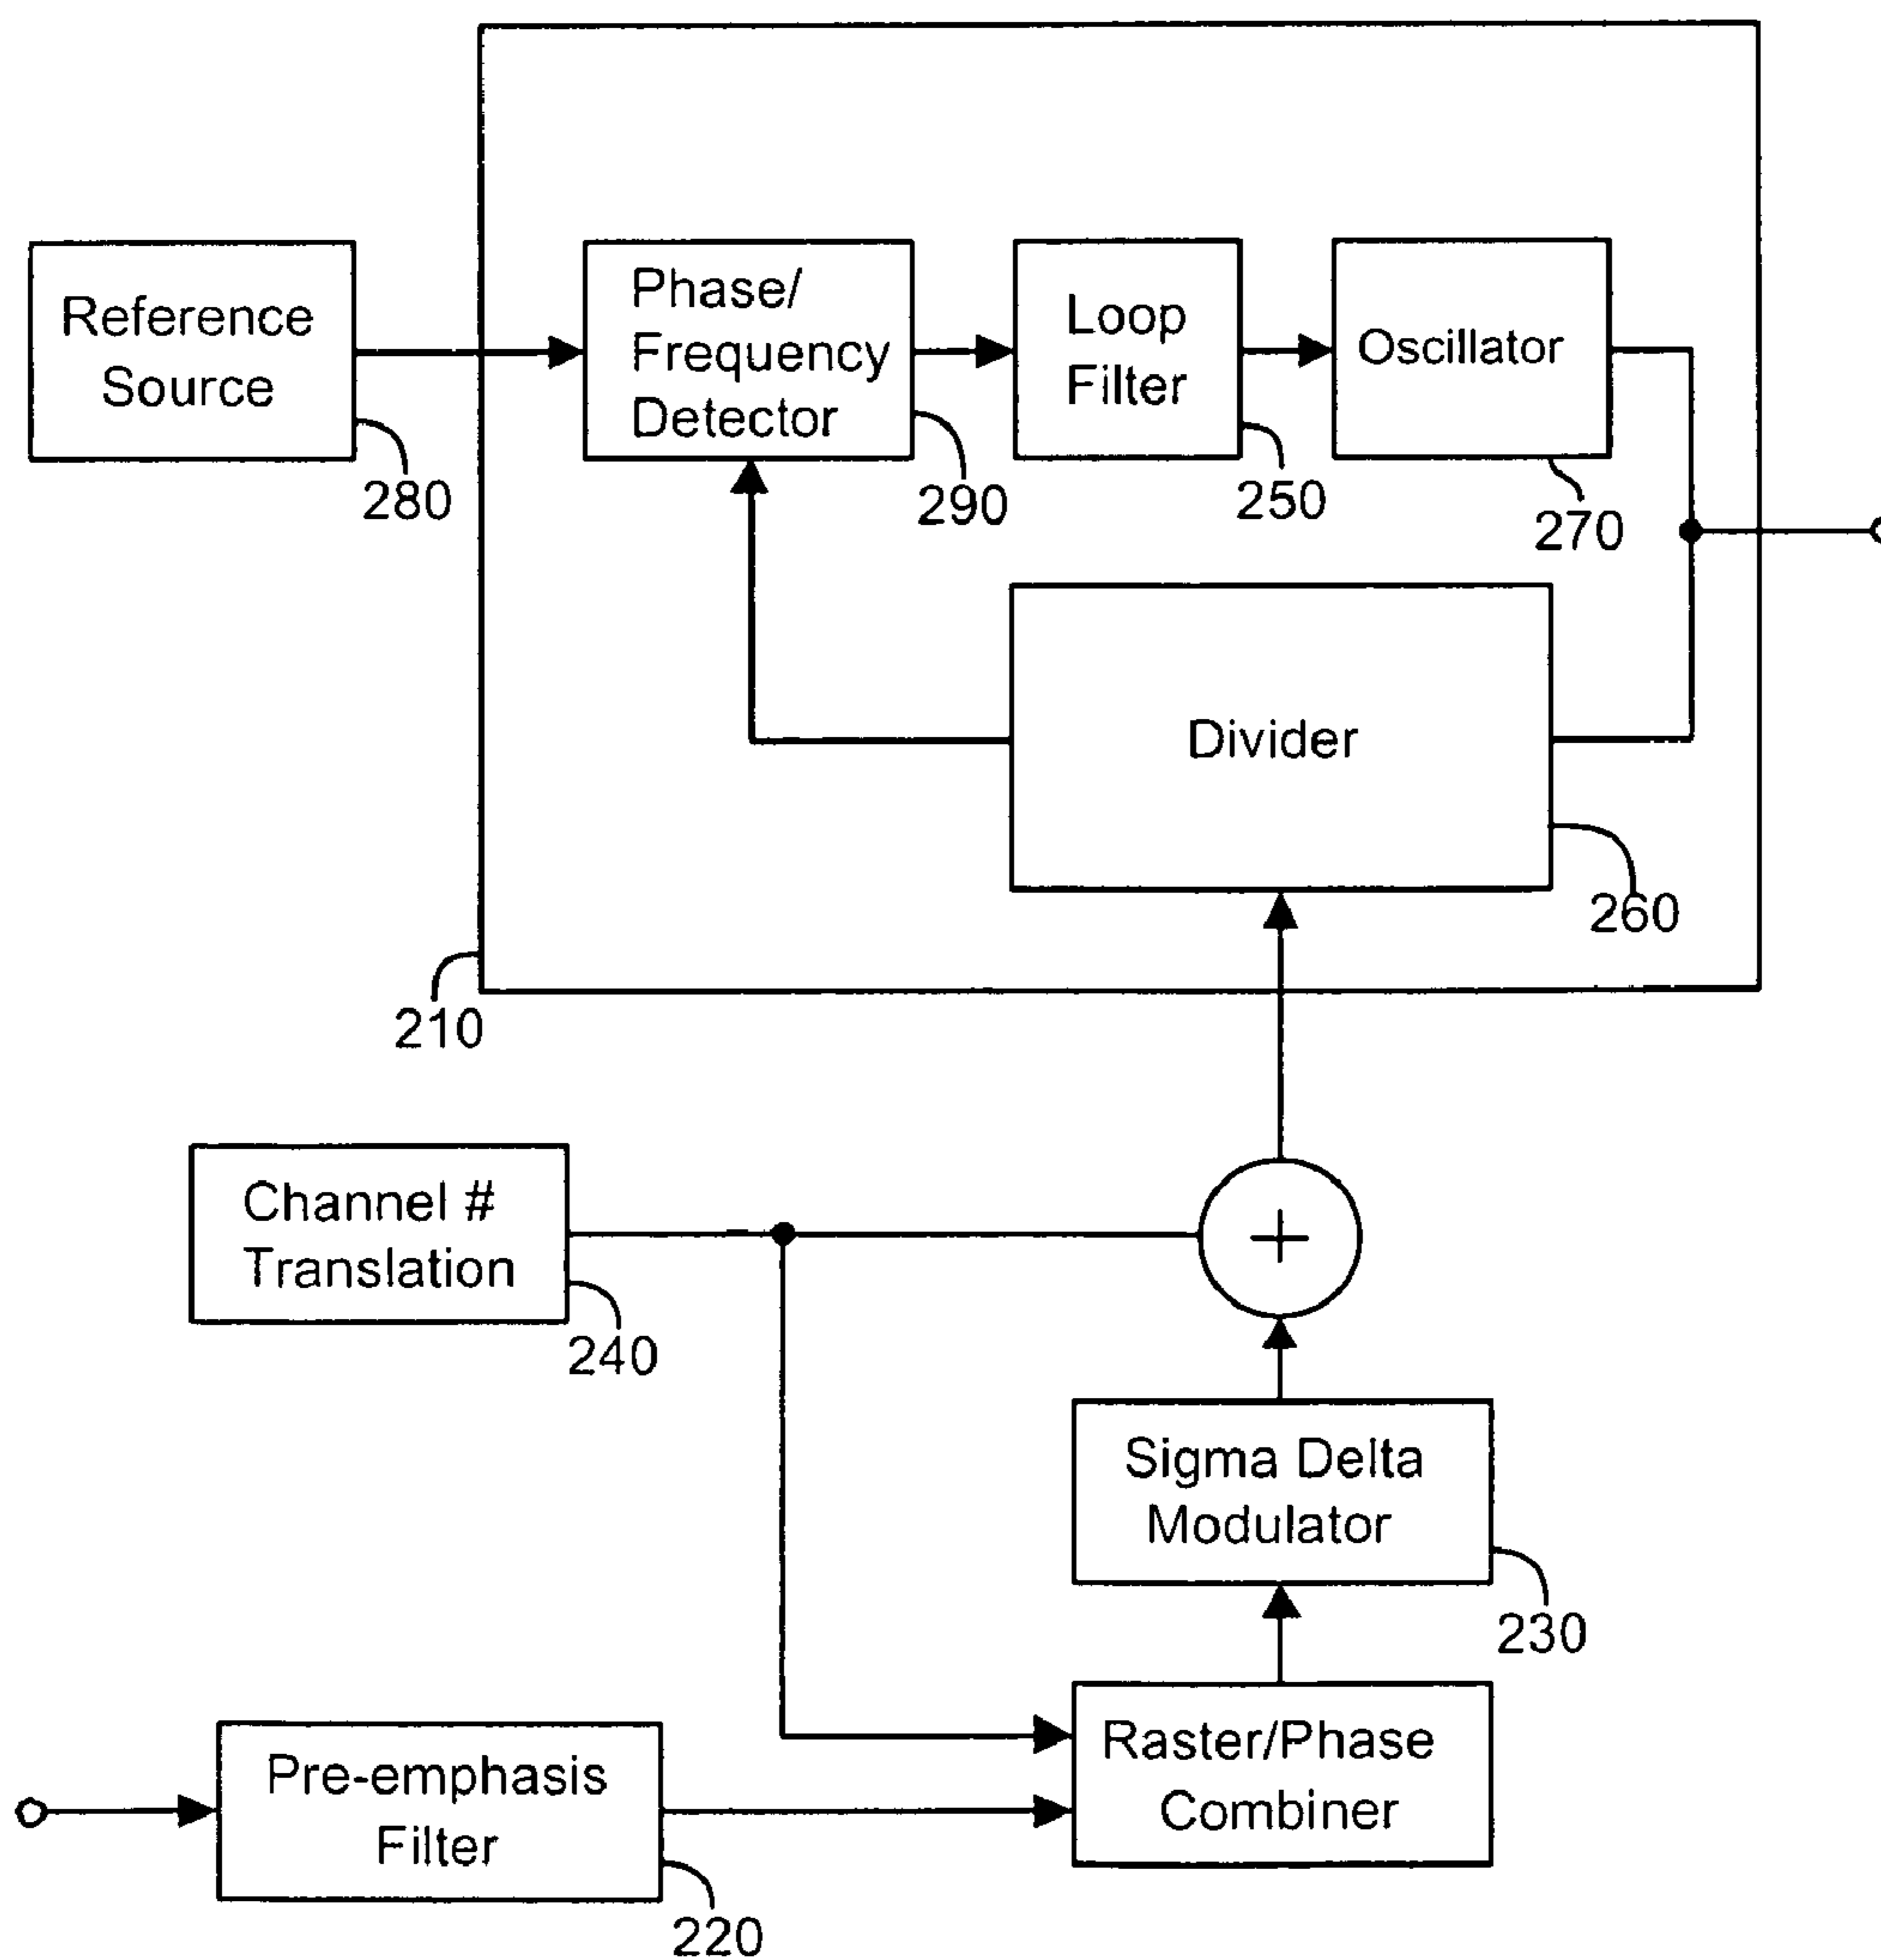 Reference
Source
280
Phase/
Frequency
Detector
290
Loop
Filter
250
Oscillator
270
Divider
260
210
Channel #
Translation
240
+
Sigma Delta
Modulator
230
Raster/Phase
Combiner
Pre-emphasis
Filter
220